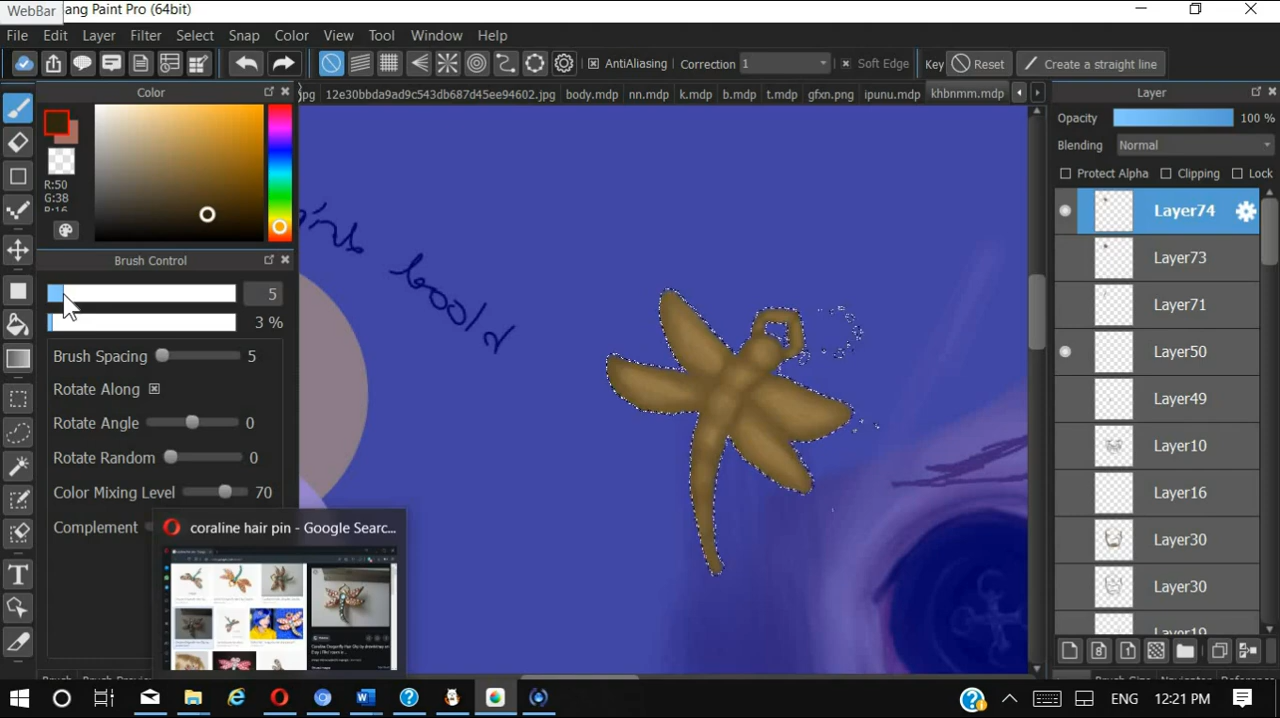 WebBar
ang Paint Pro (64bit)
File Edit Layer Filter Select Snap Color View Tool Window Help
AntiAliasing Correction 1 Soft Edge Key Reset Create a straight line
Color
jpg 12e30bbda9ad9c543db687d45ee94602.jpg body.mdp nn.mdp k.mdp b.mdp t.mdp gfxn.png ipunu.mdp khbnmm.mdp
Layer
Opacity 100 %
Blending Normal
Protect Alpha Clipping Lock
R:50
G:38
B:16
Brush Control
5
3 %
Brush Spacing 5
Rotate Along
Rotate Angle 0
Rotate Random 0
Color Mixing Level 70
Complement
coraline hair pin - Google Searc...
Layer74
Layer73
Layer71
Layer50
Layer49
Layer10
Layer16
Layer30
Layer30
ENG 12:21 PM